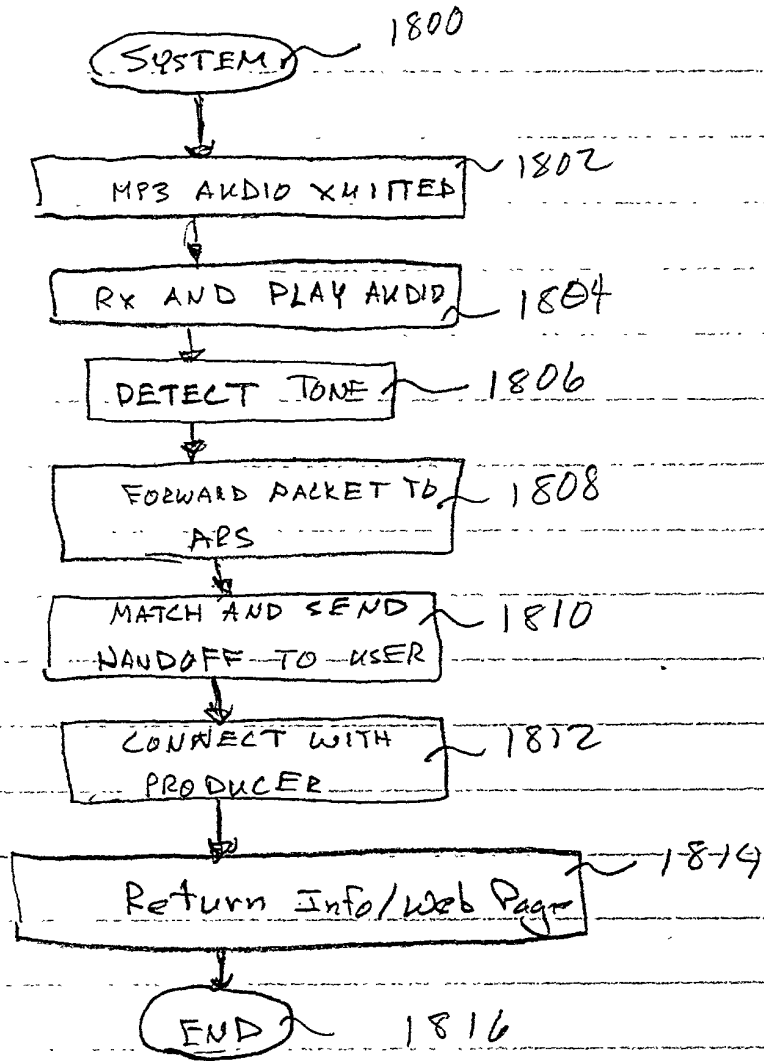 SYSTEM 1800
MP3 AUDIO XMITTED 1802
RX AND PLAY AUDIO 1804
DETECT TONE 1806
FORWARD PACKET TO 1808
ARS
MATCH AND SEND 1810
HANDOFF TO USER
CONNECT WITH 1812
PRODUCER
Return Info/Web Page 1814
END 1816